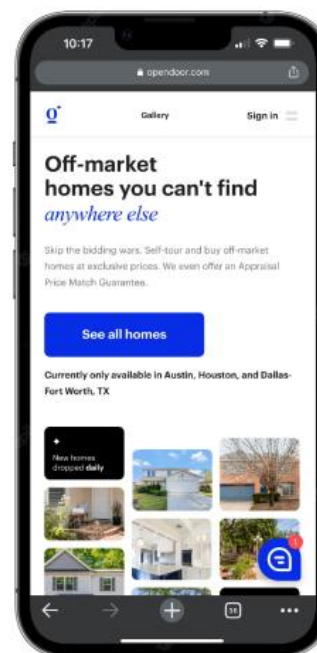 10:17
opendoor.com
Gallery
Sign in
Off-market
homes you can't find
anywhere else
Skip the bidding wars. Self-tour and buy off-market
homes at exclusive prices. We even offer an Appraisal
Price Match Guarantee.
See all homes
Currently only available in Austin, Houston, and Dallas-
Fort Worth, TX
New homes
dropped daily
1